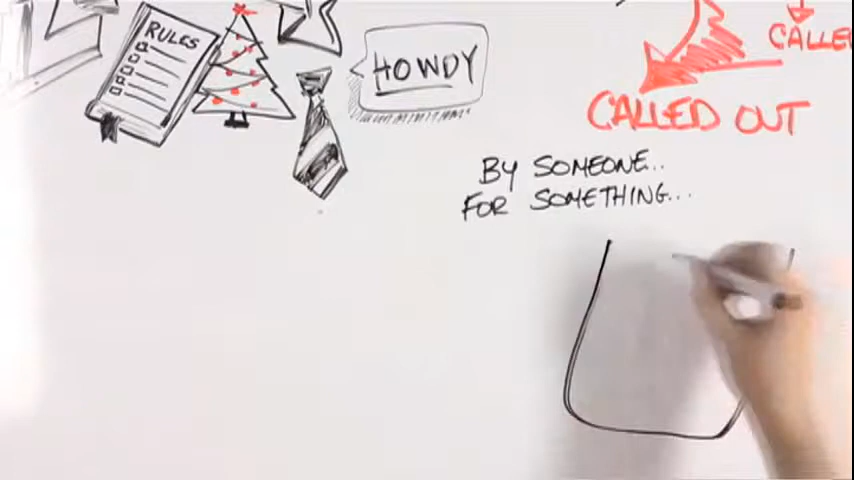 RULES
HOWDY
CALLE
CALLED OUT
BY SOMEONE..
FOR SOMETHING...